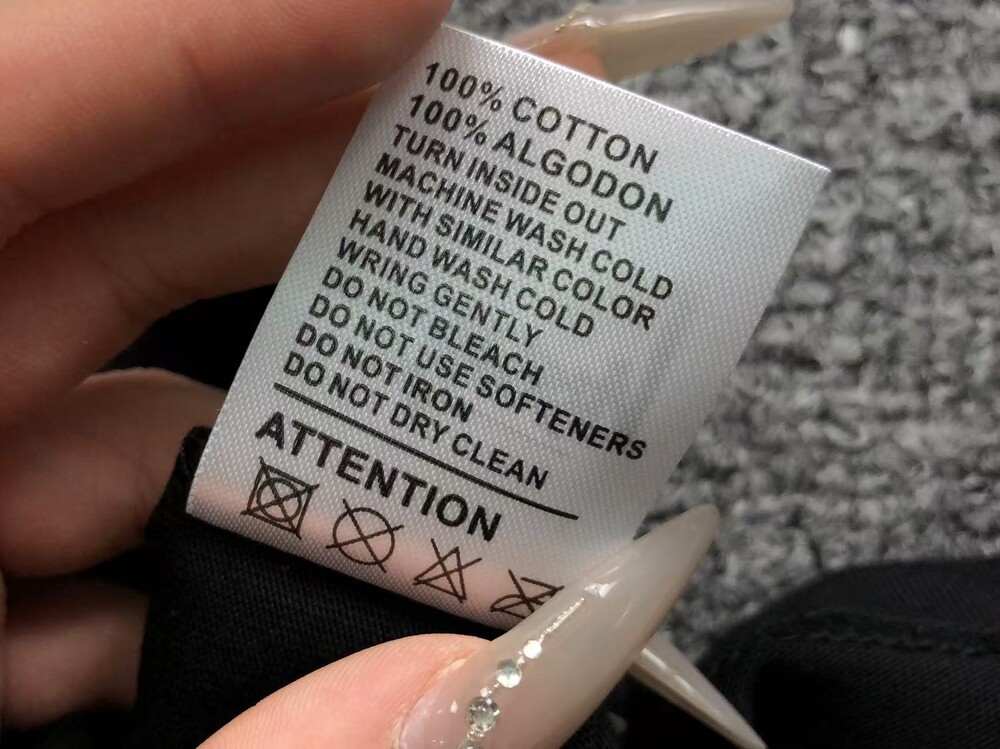 100% COTTON
100% ALGODON
TURN INSIDE OUT
MACHINE WASH COLD
WITH SIMILAR COLOR
HAND WASH COLD
WRING GENTLY
DO NOT BLEACH
DO NOT USE SOFTENERS
DO NOT IRON
DO NOT DRY CLEAN
ATTENTION